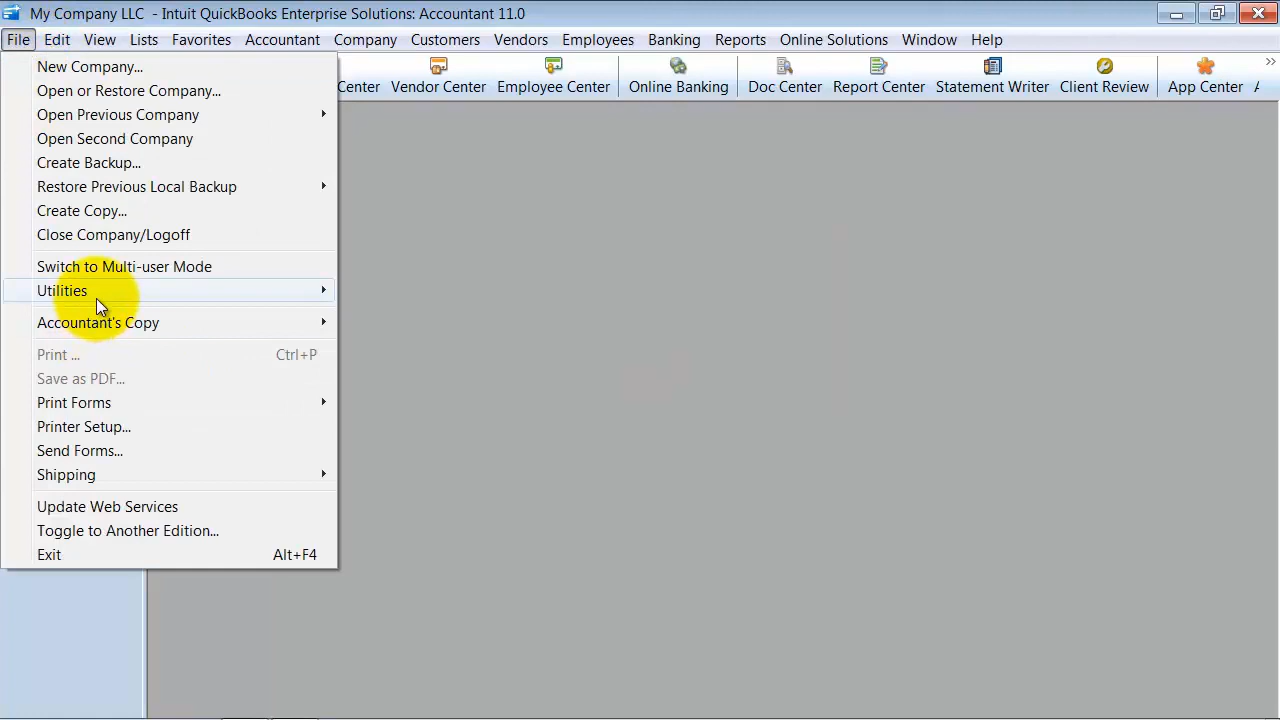 My Company LLC - Intuit QuickBooks Enterprise Solutions: Accountant 11.0
File Edit View Lists Favorites Accountant Company Customers Vendors Employees Banking Reports Online Solutions Window Help
Center Vendor Center Employee Center Online Banking Doc Center Report Center Statement Writer Client Review App Center
New Company...
Open or Restore Company...
Open Previous Company
Open Second Company
Create Backup...
Restore Previous Local Backup
Create Copy...
Close Company/Logoff
Switch to Multi-user Mode
Utilities
Accountant's Copy
Print ... Ctrl+P
Save as PDF...
Print Forms
Printer Setup...
Send Forms...
Shipping
Update Web Services
Toggle to Another Edition...
Exit Alt+F4